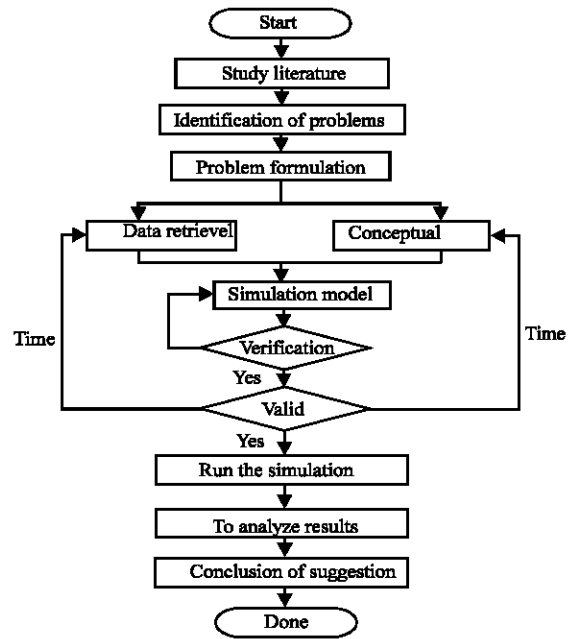 Start
Study literature
Identification of problems
Problem formulation
Data retrievel
Conceptual
Simulation model
Time
Time
Verification
Yes
Valid
Yes
Run the simulation
To analyze results
Conclusion of suggestion
Done